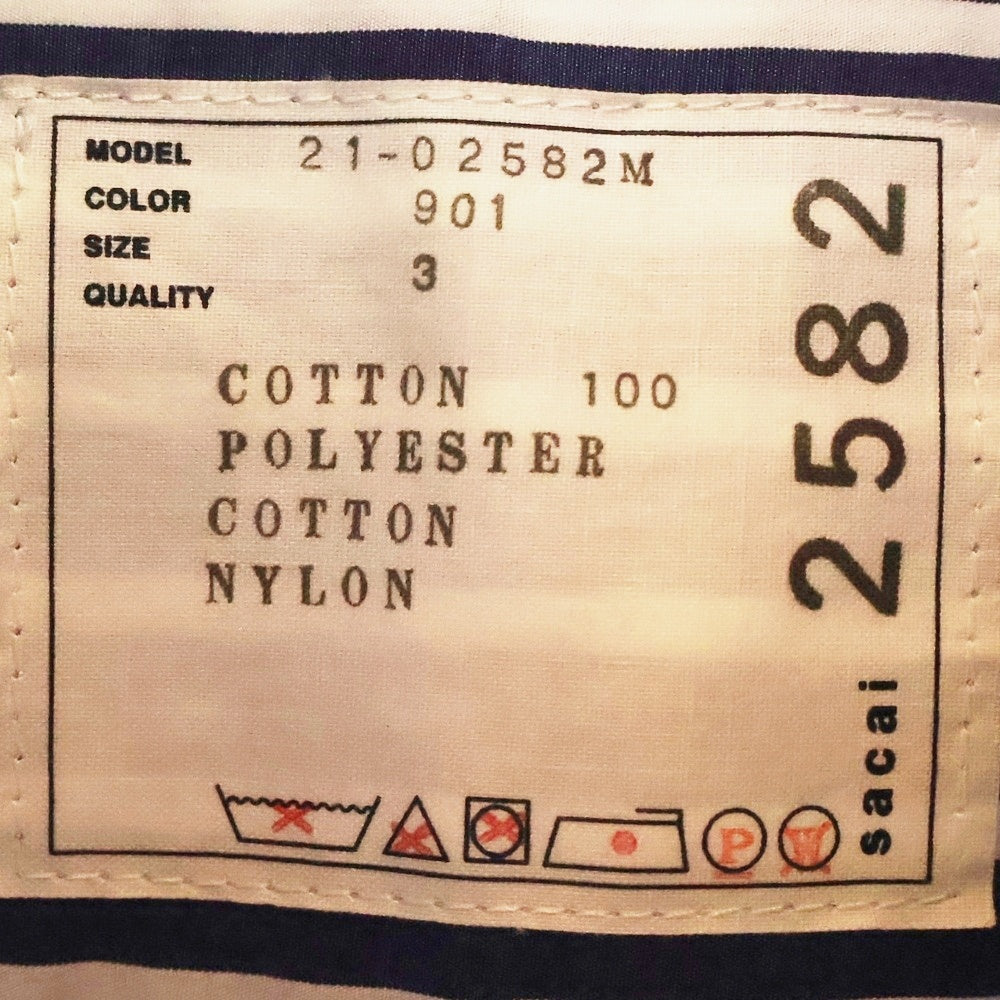 MODEL 21-02582M
COLOR 901
SIZE 3
QUALITY
COTTON 100
POLYESTER
COTTON
NYLON
P W
sacai 2582